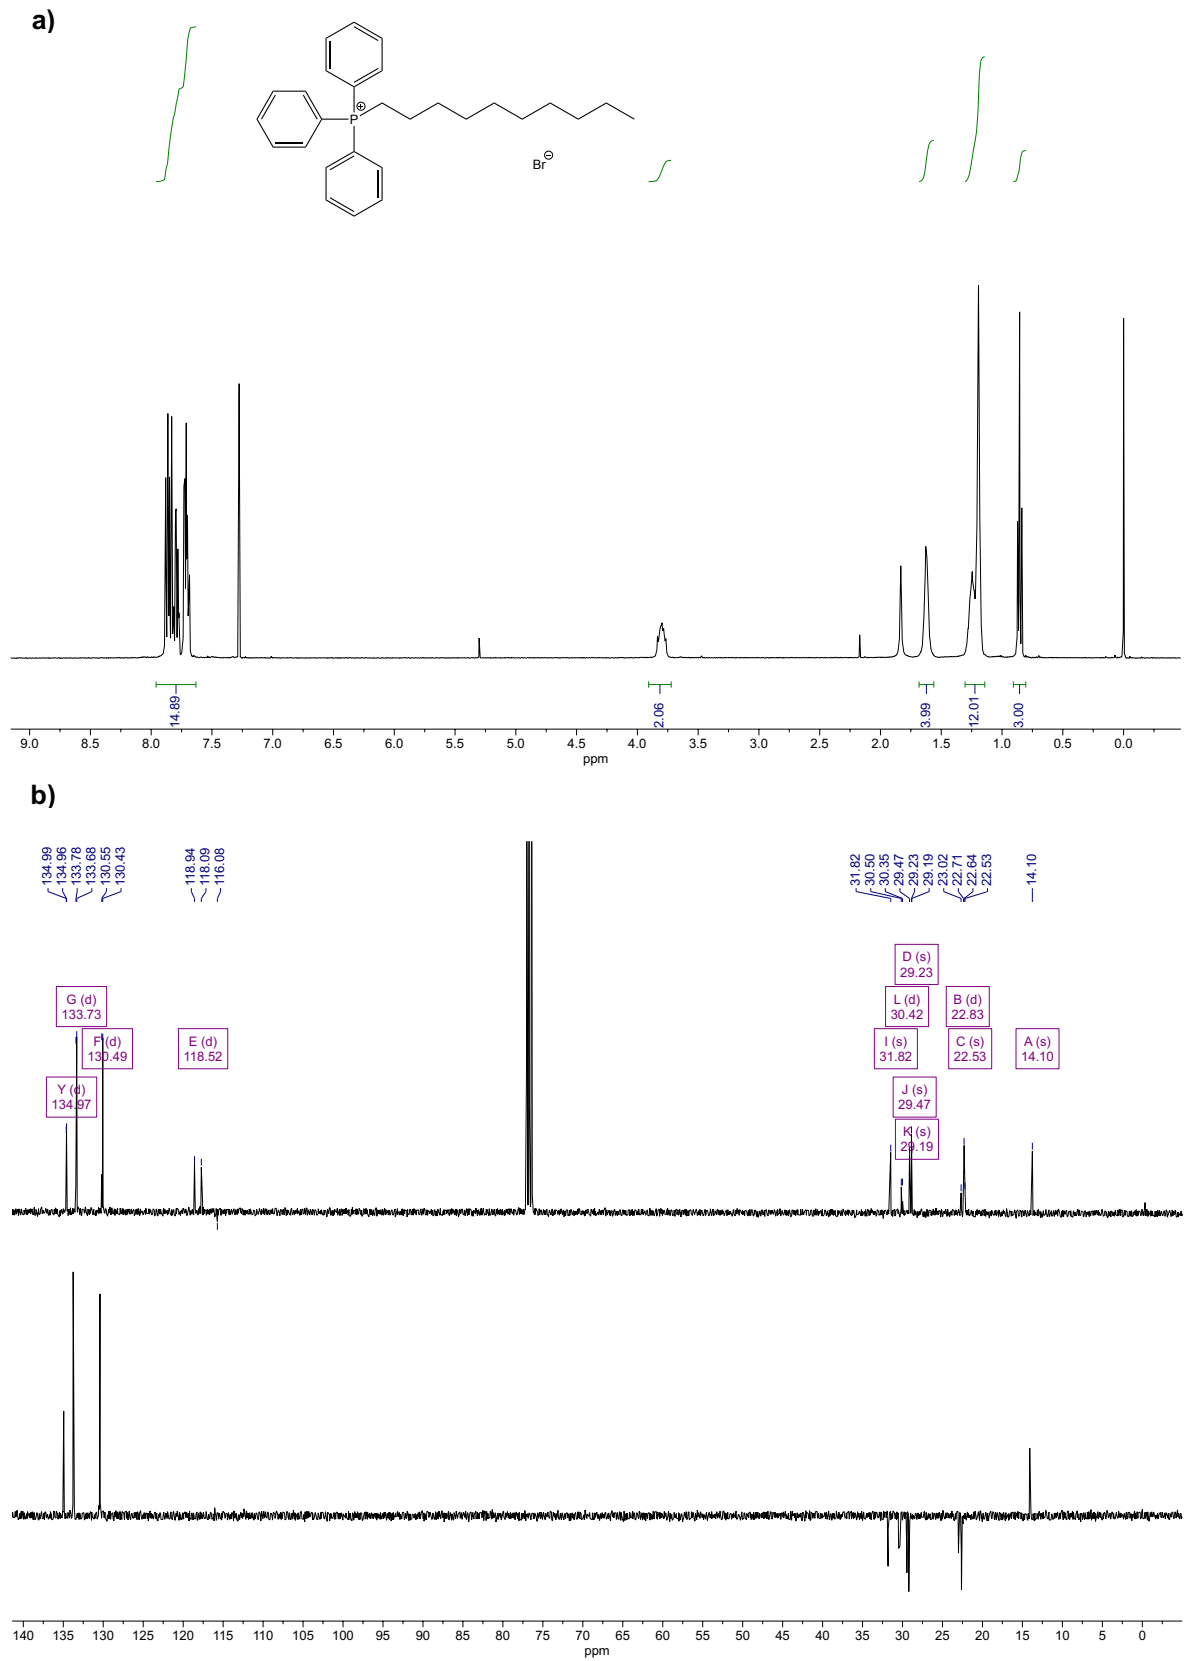 a)
P
⊕
Br
⊖
14.89
2.06
3.99
12.01
3.00
9.0 8.5 8.0 7.5 7.0 6.5 6.0 5.5 5.0 4.5 4.0 3.5 3.0 2.5 2.0 1.5 1.0 0.5 0.0
ppm
b)
134.99
134.96
133.78
133.68
130.55
130.43
118.94
118.09
116.08
31.82
30.50
30.35
29.47
29.23
29.19
23.02
22.71
22.64
22.53
14.10
D (s)
29.23
G (d)
133.73
L (d)
30.42
B (d)
22.83
F (d)
130.49
E (d)
118.52
I (s)
31.82
C (s)
22.53
A (s)
14.10
Y (d)
134.97
J (s)
29.47
K (s)
29.19
140 135 130 125 120 115 110 105 100 95 90 85 80 75 70 65 60 55 50 45 40 35 30 25 20 15 10 5 0
ppm